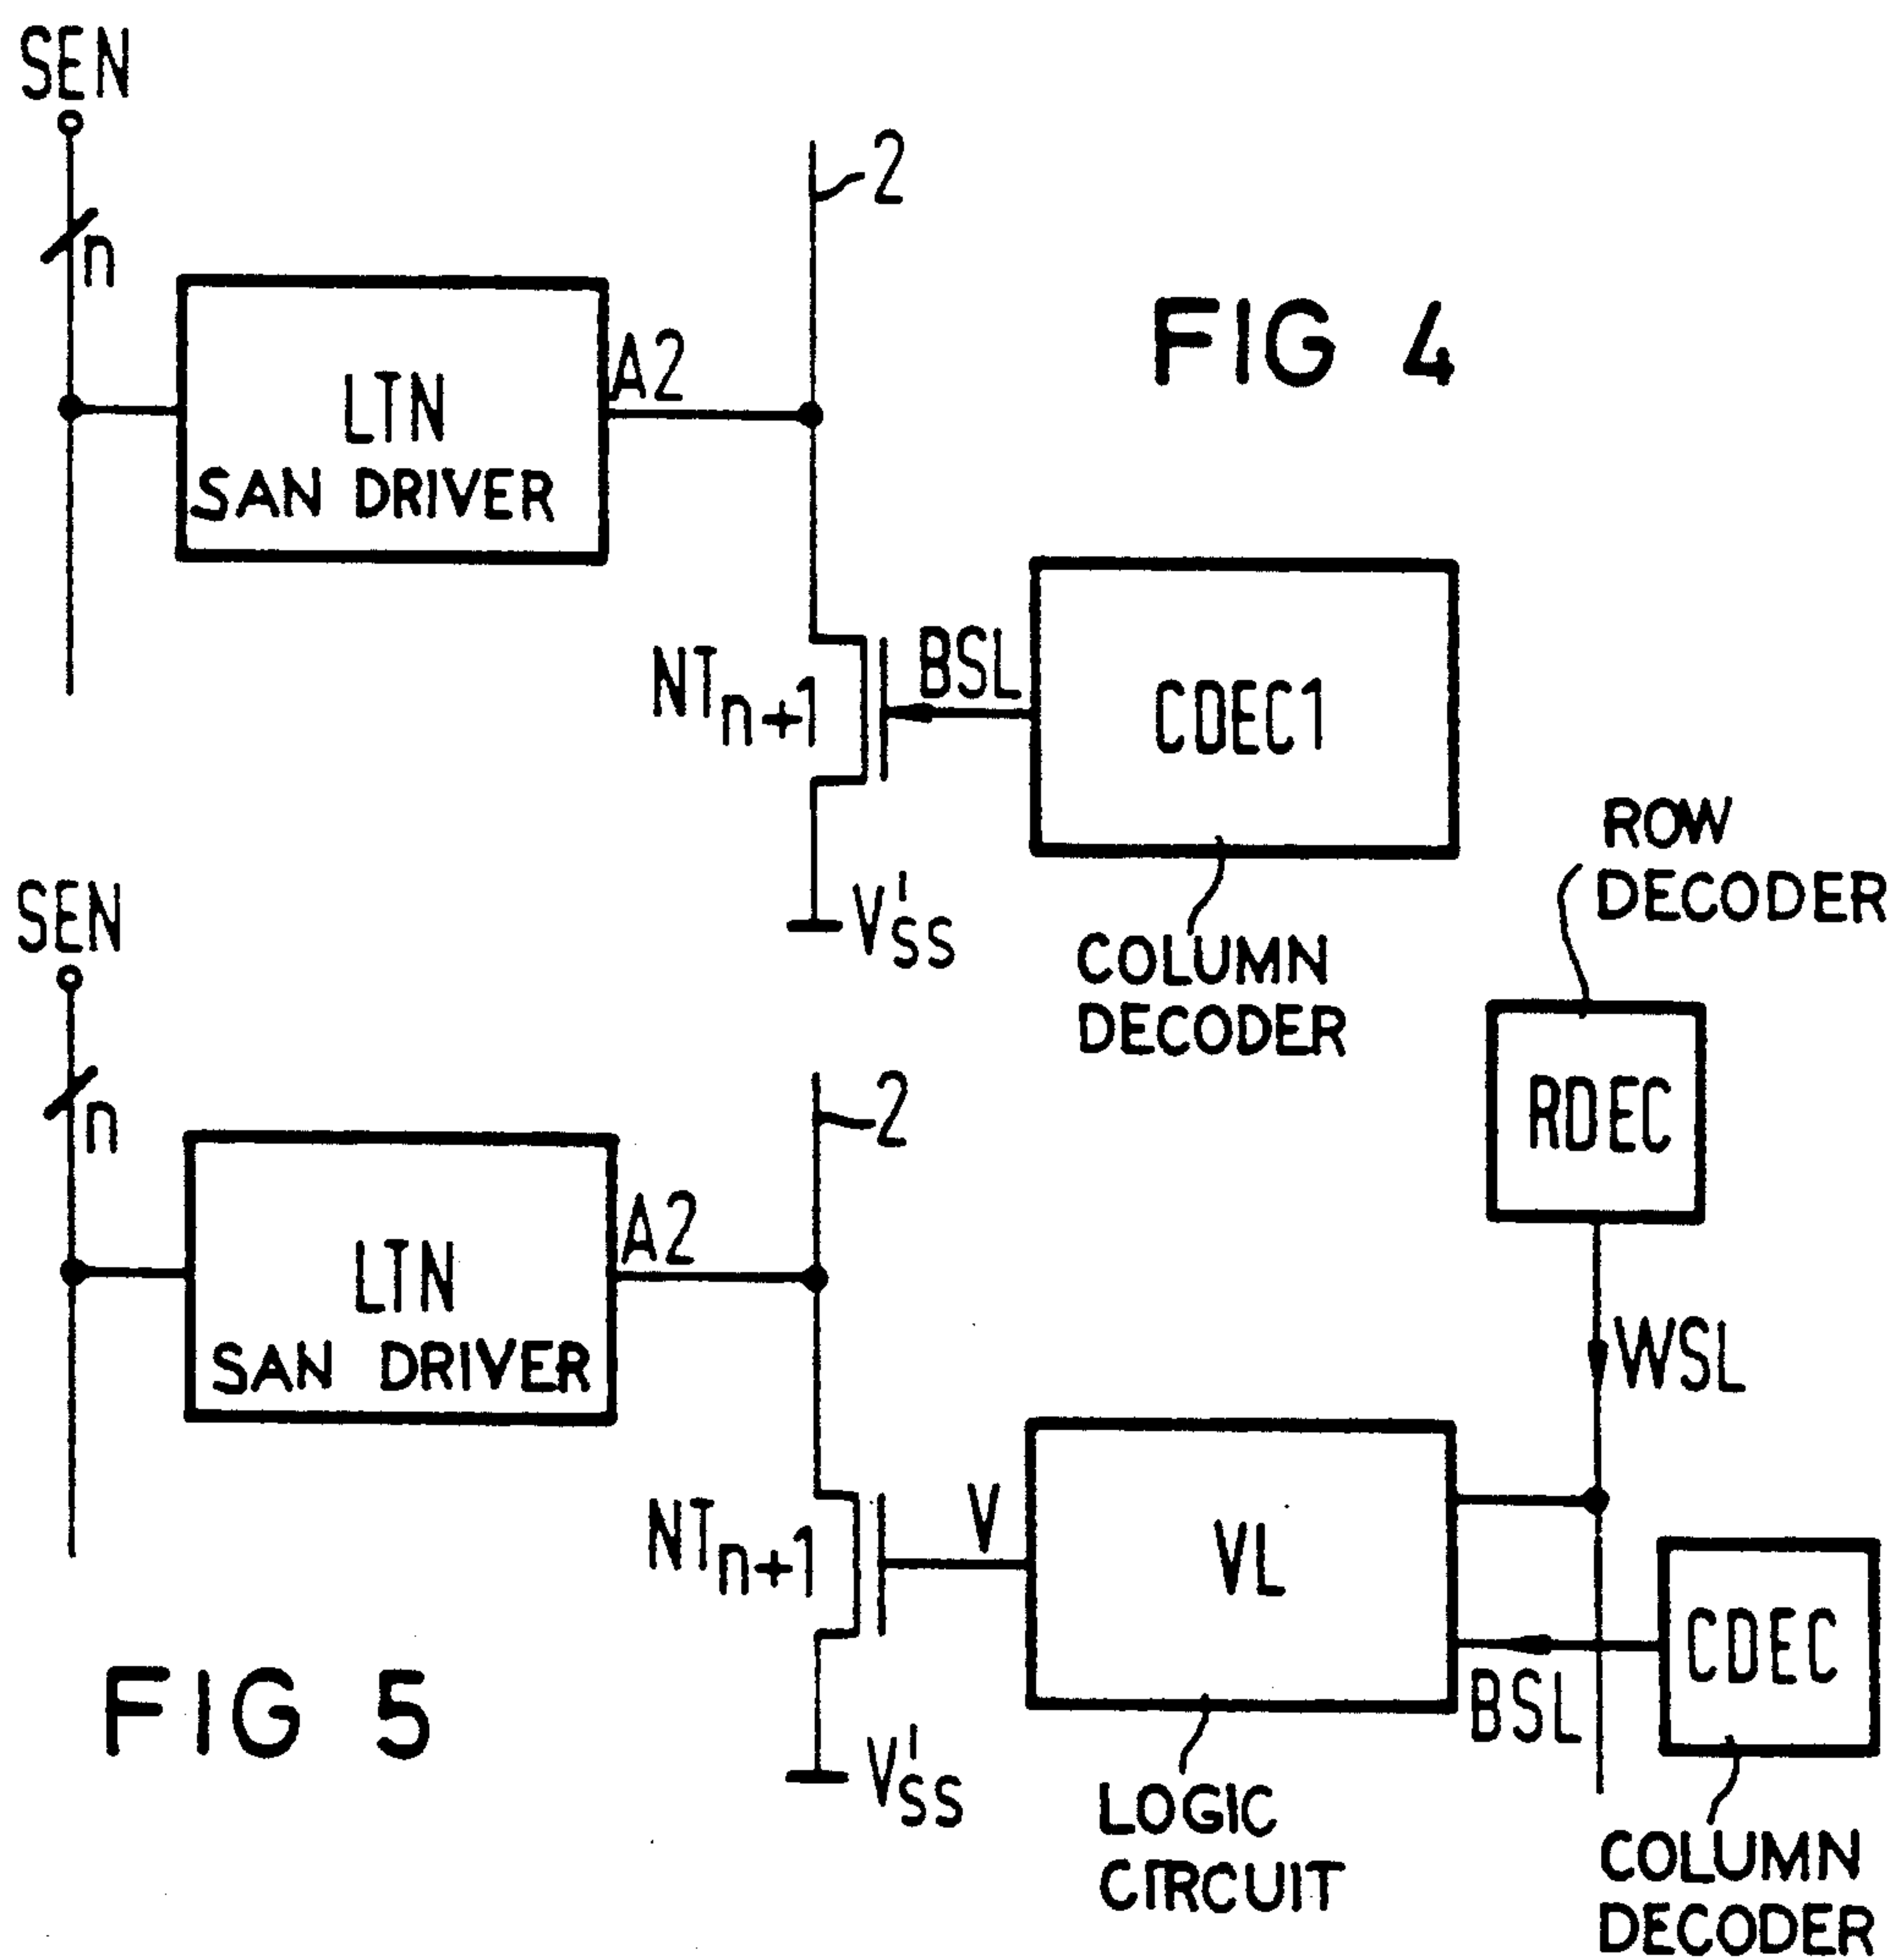 SEN
n
2
FIG 4
A2
LTN
SAN DRIVER
NTn+1
BSL
CDEC1
V'SS
COLUMN
DECODER
ROW
DECODER
SEN
n
2
RDEC
A2
LTN
SAN DRIVER
WSL
NTn+1
V
VL
CDEC
BSL
FIG 5
V'SS
LOGIC
CIRCUIT
COLUMN
DECODER